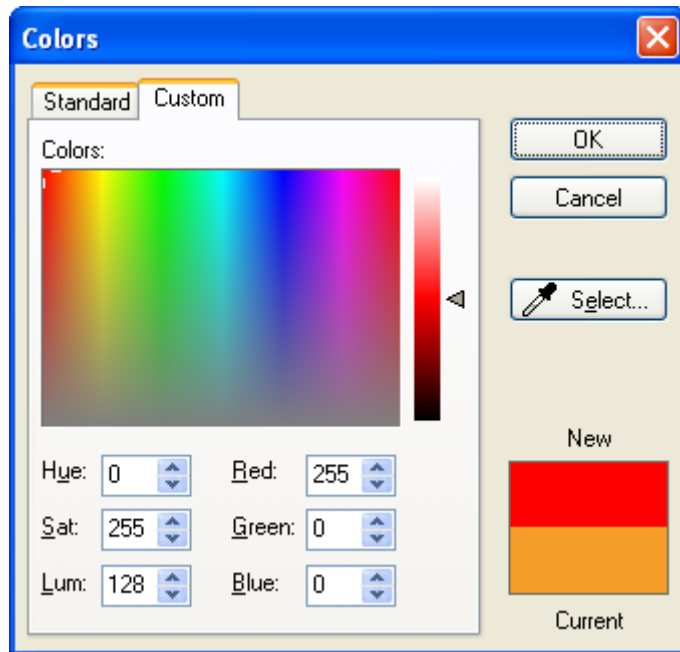 Colors
Standard Custom
Colors:
OK
Cancel
Select...
Hue: 0 Red: 255
Sat: 255 Green: 0
Lum: 128 Blue: 0
New
Current